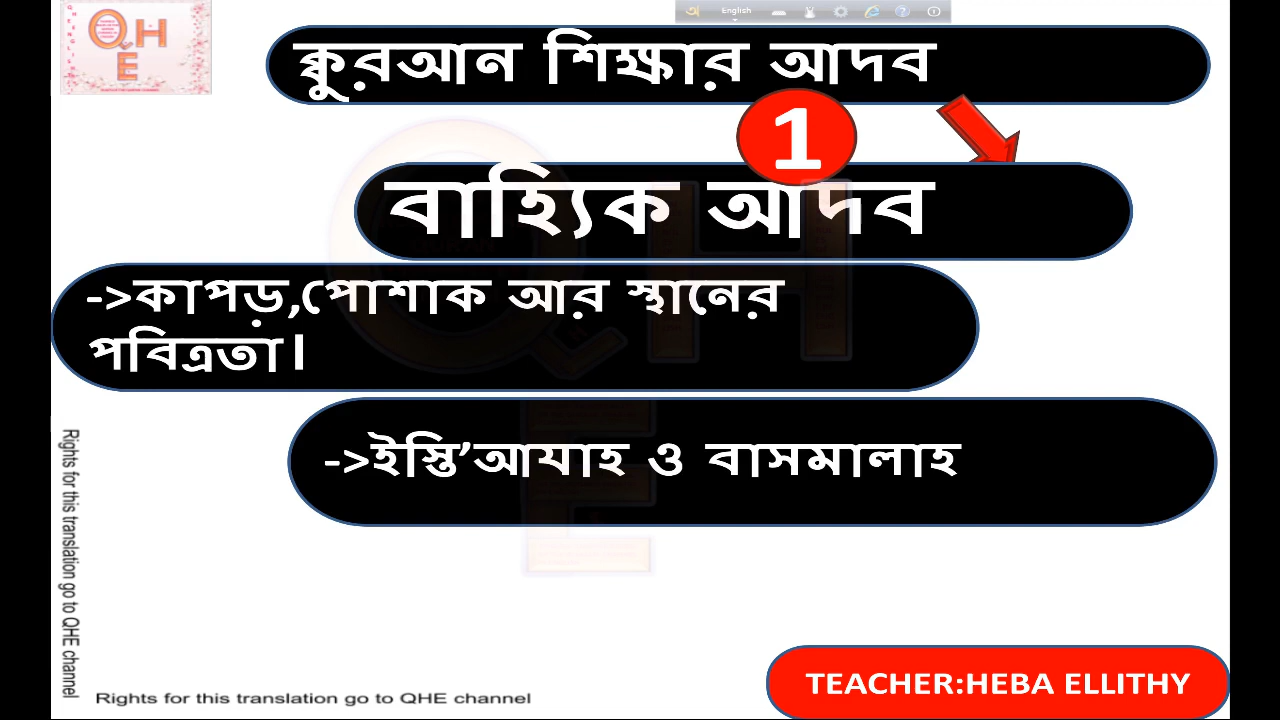 English
QHE
ক্বুরআন শিক্ষার আদব
1
বাহ্যিক আদব
->কাপড়,পোশাক আর স্থানের
পবিত্রতা।
->ইস্তি’আযাহ ও বাসমালাহ
Rights for this translation go to QHE channel
Rights for this translation go to QHE channel
TEACHER:HEBA ELLITHY